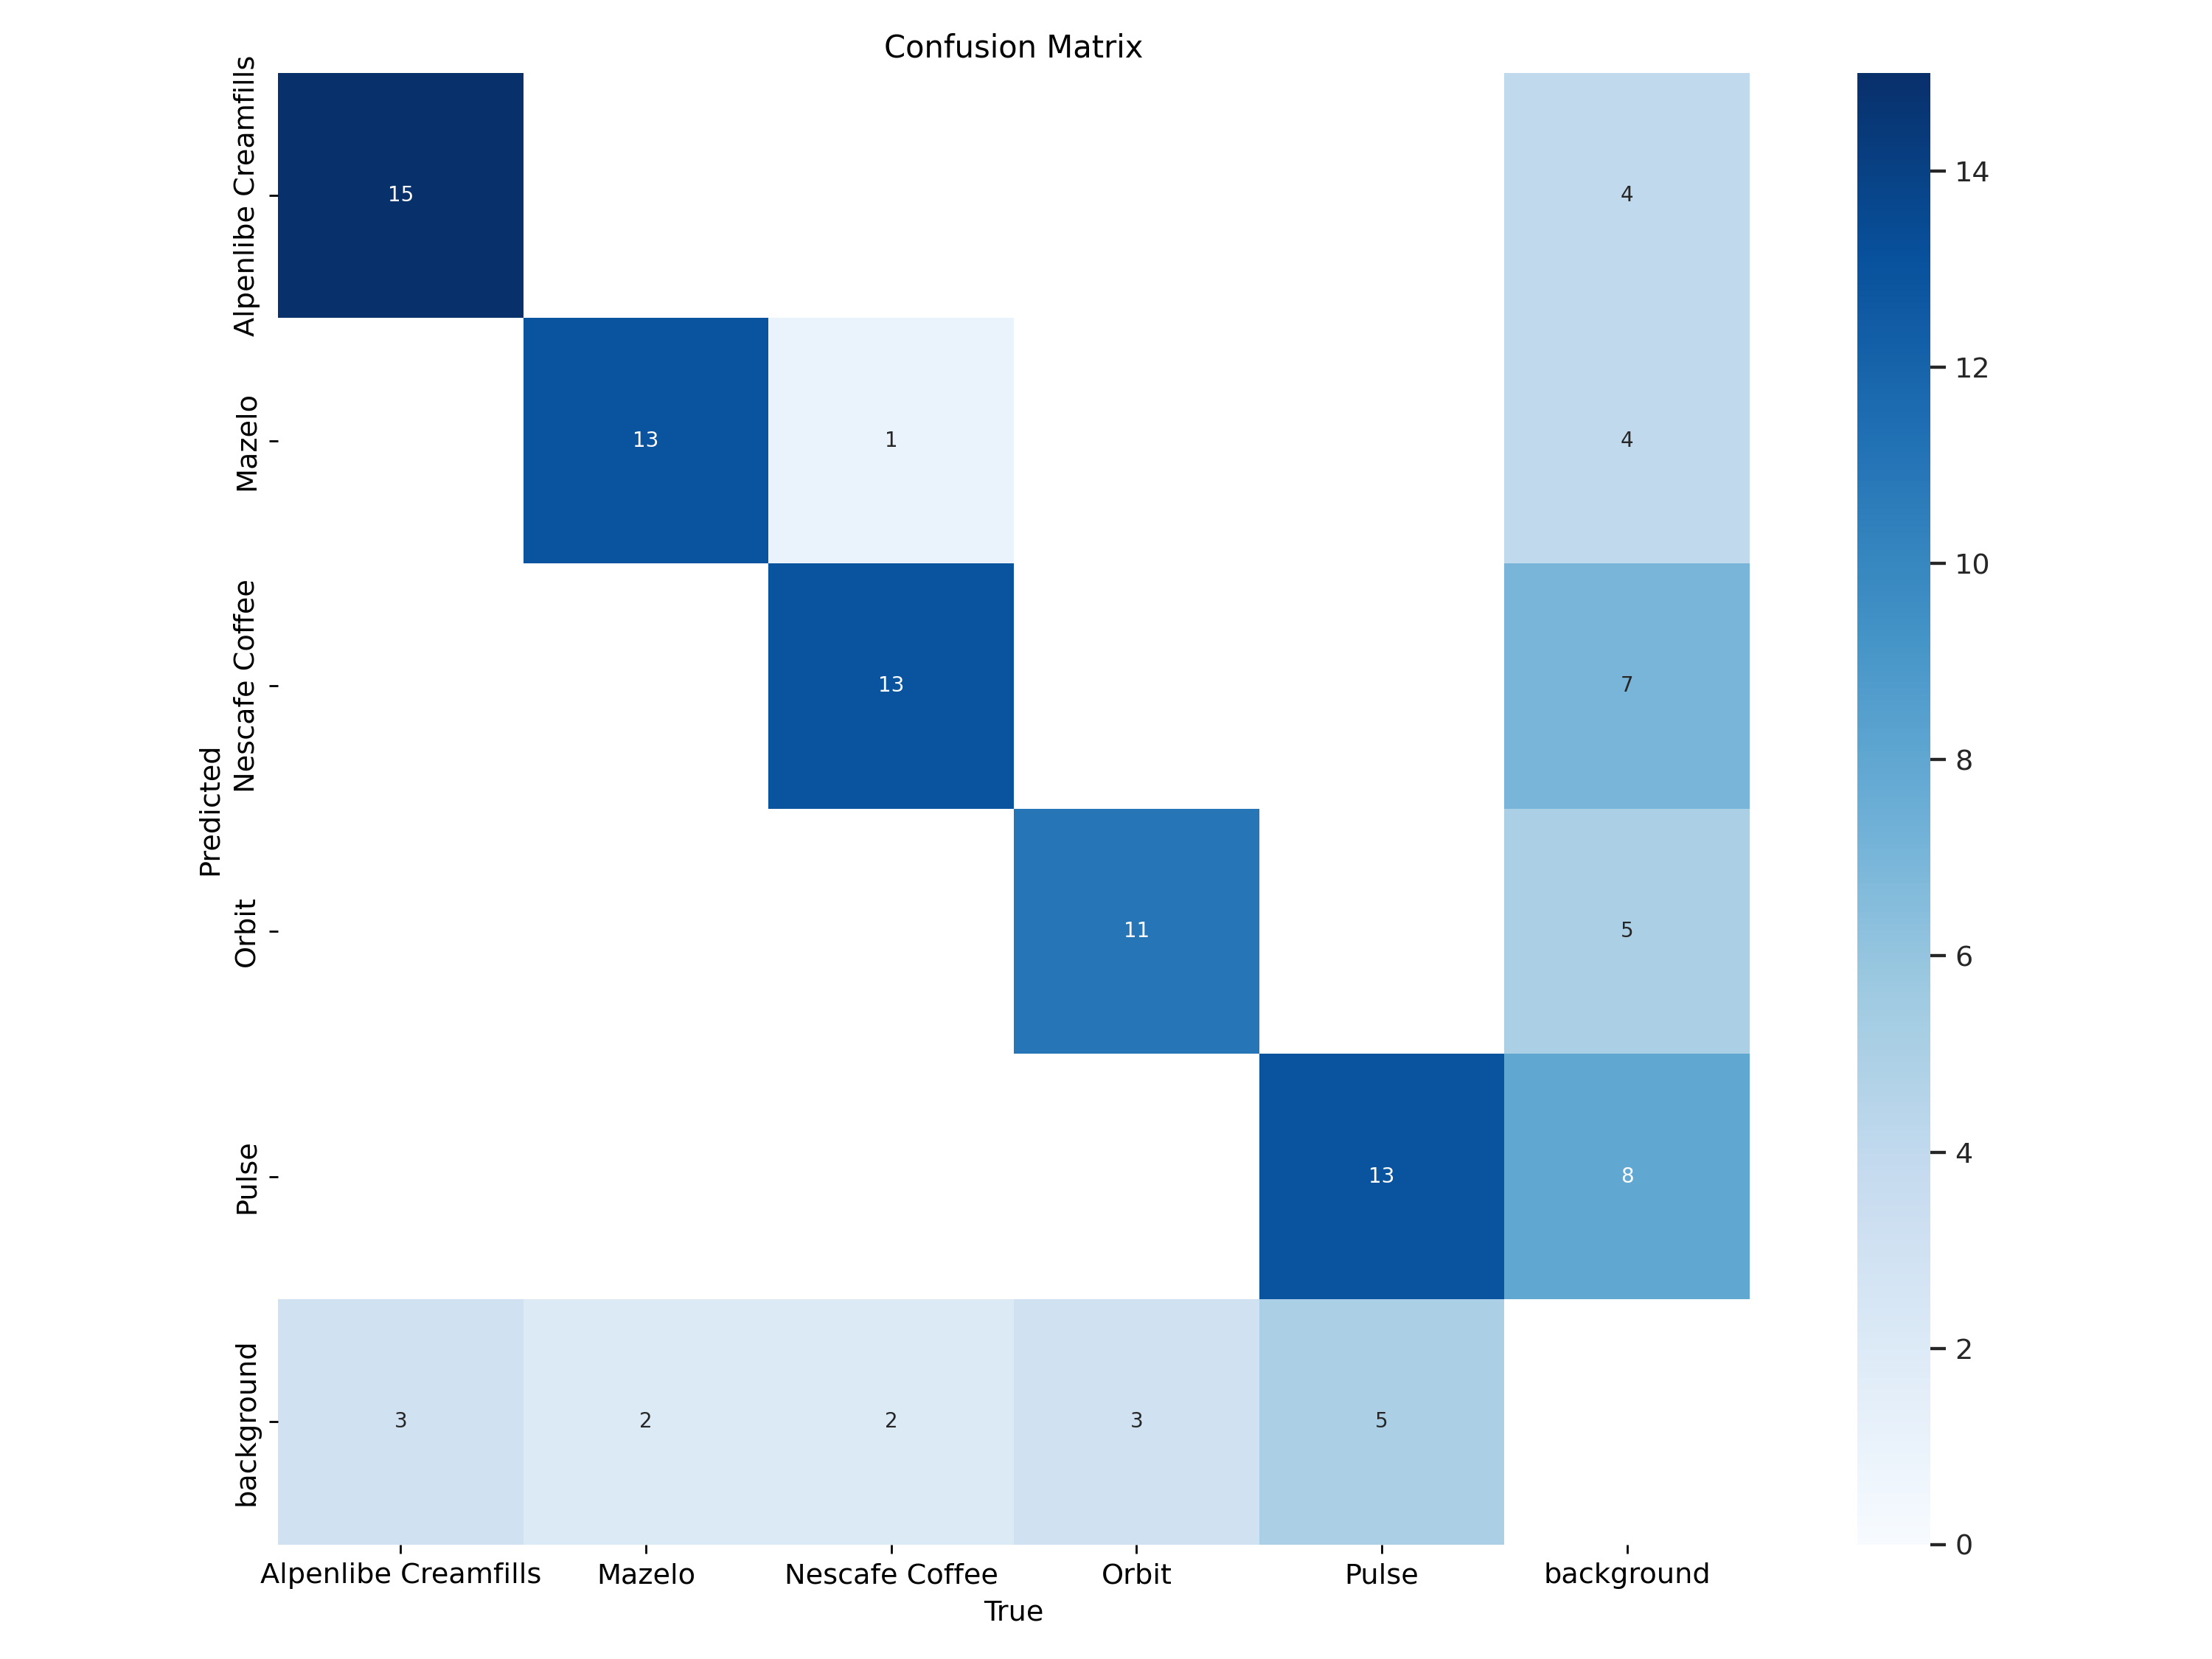 Confusion Matrix
Predicted
Alpenlibe Creamfills
15
4
Mazelo
13
1
4
Nescafe Coffee
13
7
Orbit
11
5
Pulse
13
8
background
3
2
2
3
5
Alpenlibe Creamfills
Mazelo
Nescafe Coffee
Orbit
Pulse
background
True
14
12
10
8
6
4
2
0